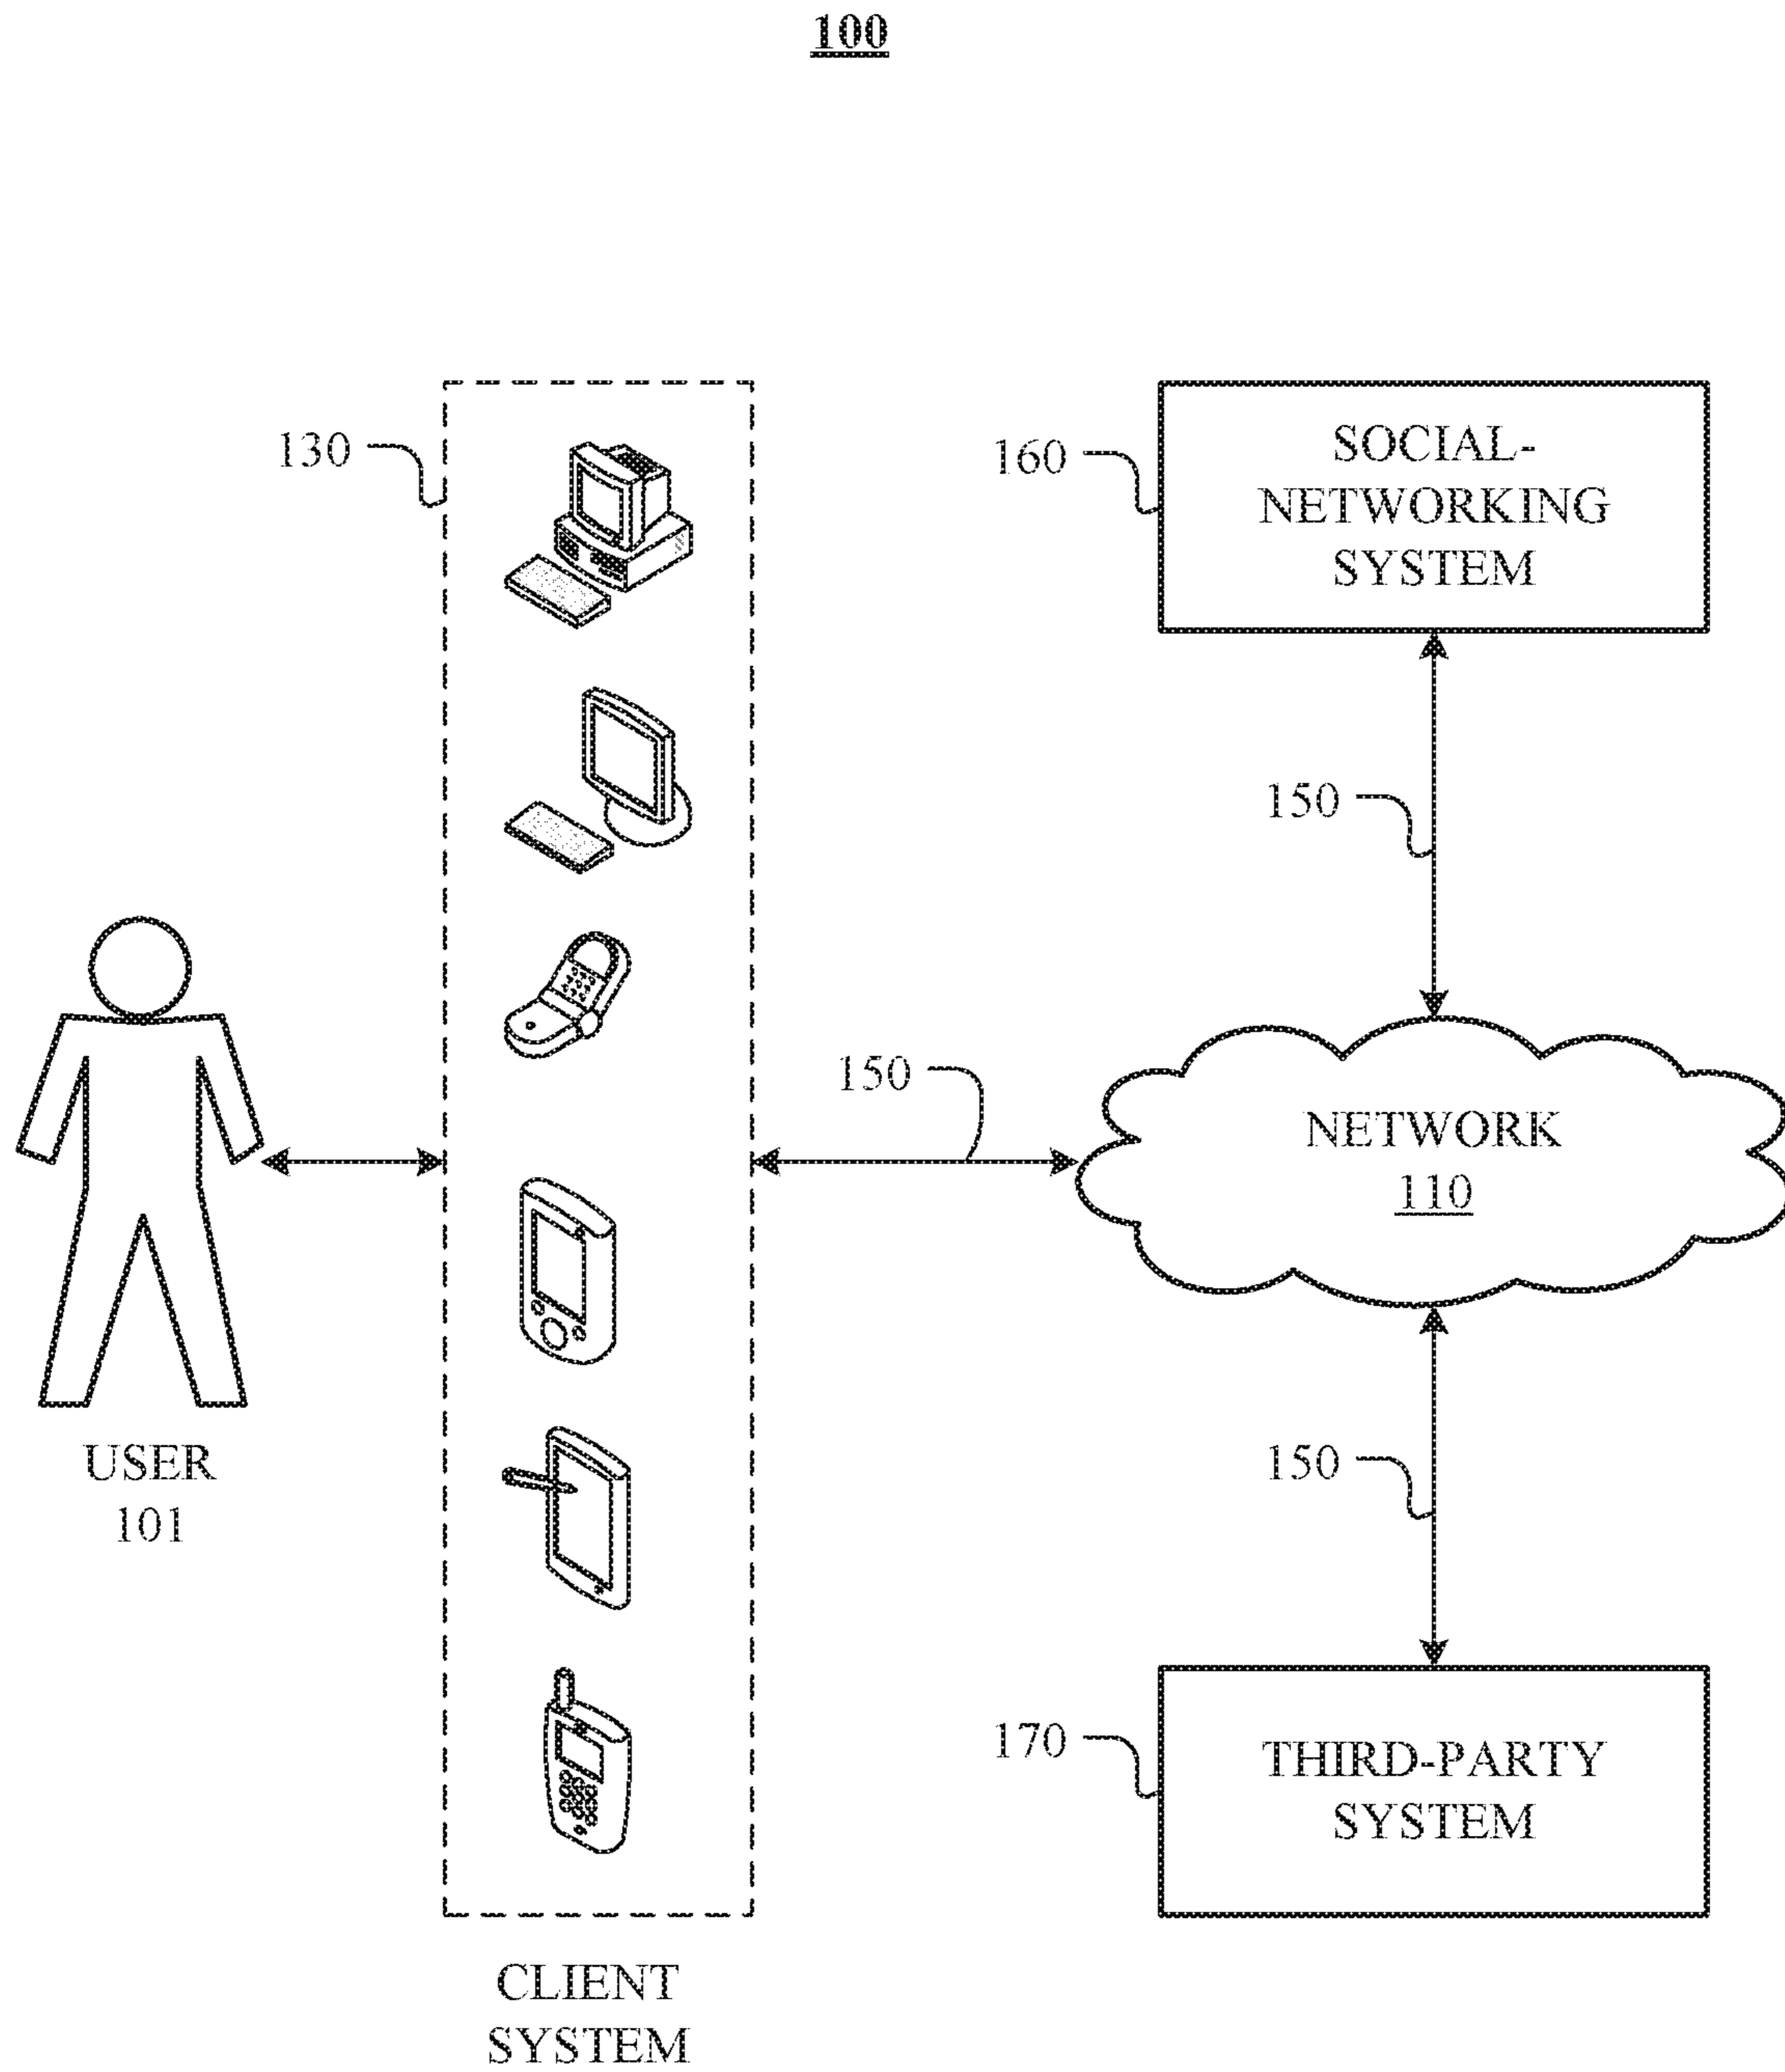 100
130
160
SOCIAL-
NETWORKING
SYSTEM
150
150
NETWORK
110
USER
101
150
170
THIRD-PARTY
SYSTEM
CLIENT
SYSTEM